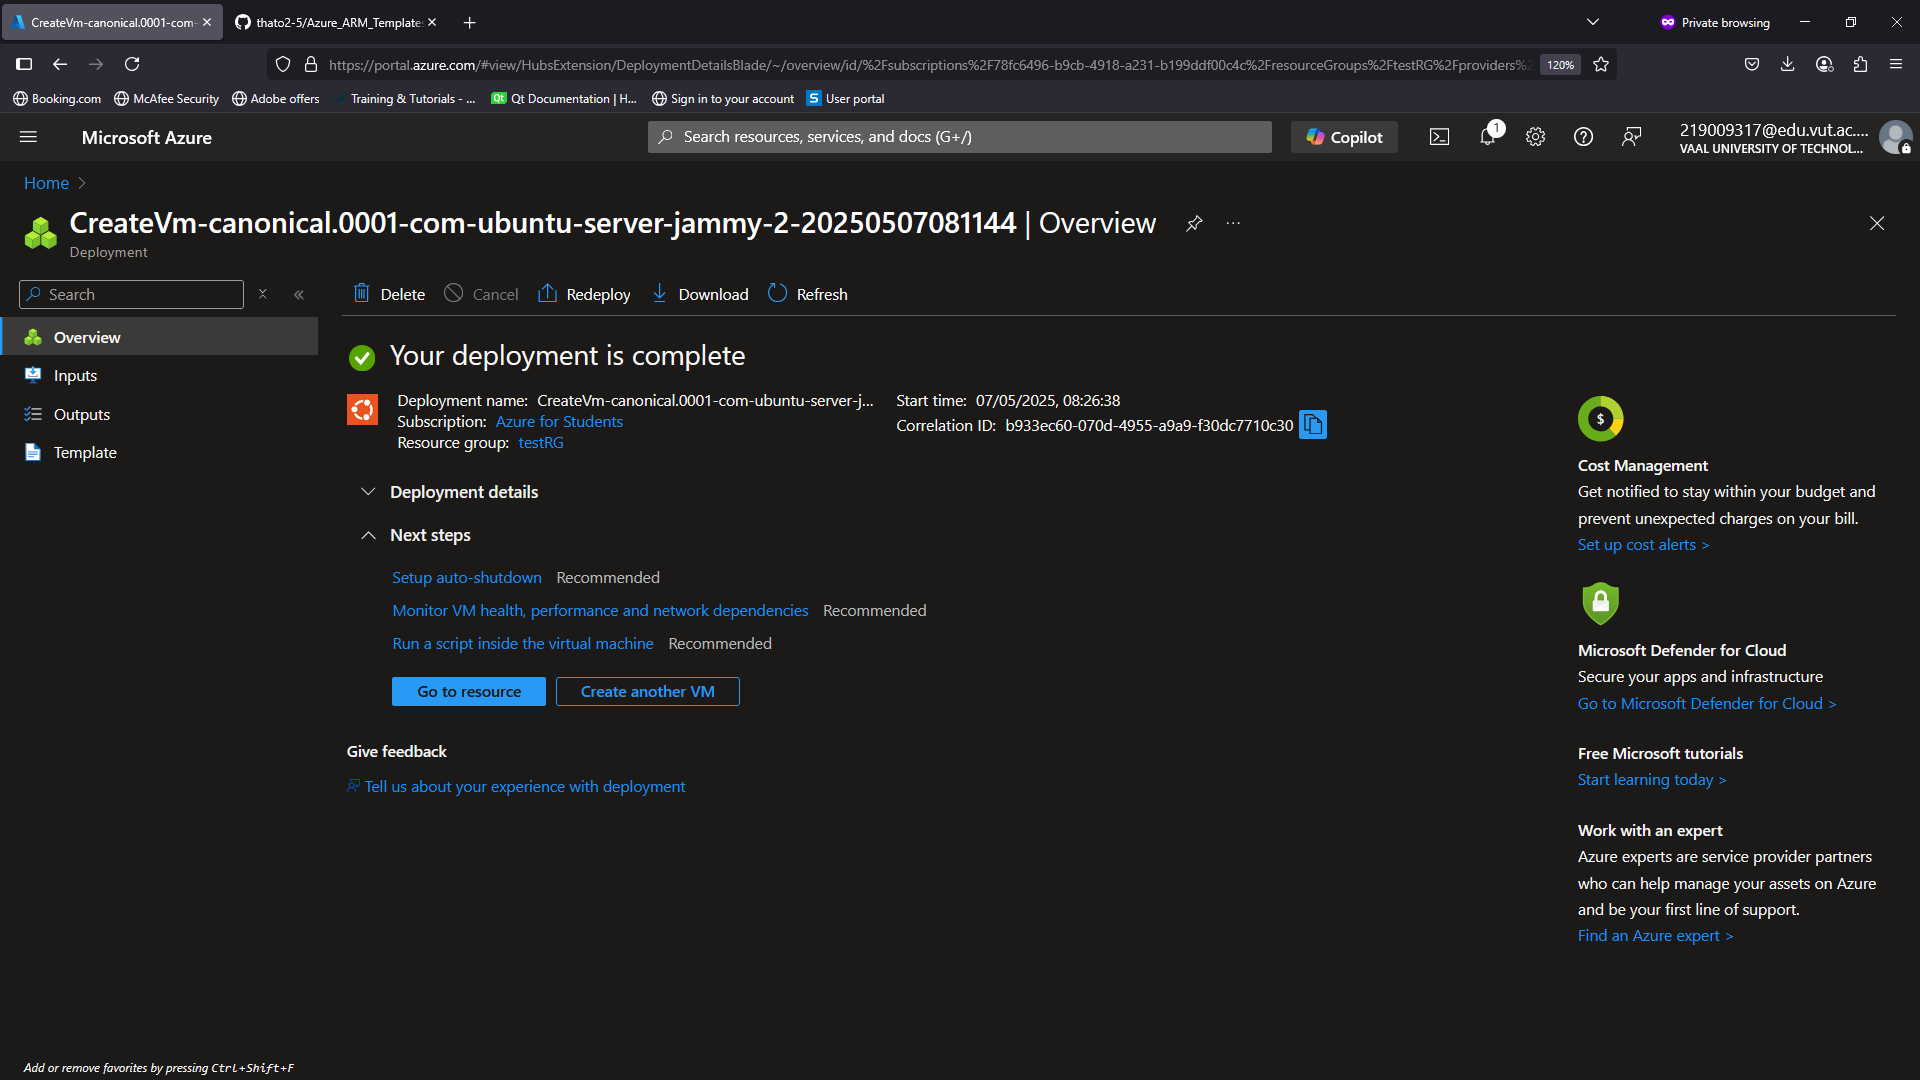 CreateVm-canonical.0001-com-
thato2-5/Azure_ARM_Templates
Private browsing
https://portal.azure.com/#view/HubsExtension/DeploymentDetailsBlade/~/overview/id/%2Fsubscriptions%2F78fc6496-b9cb-4918-a231-b199ddf00c4c%2FresourceGroups%2FtestRG%2Fproviders%2
120%
Booking.com
McAfee Security
Adobe offers
Training & Tutorials - ...
Qt Documentation | H...
Sign in to your account
User portal
Microsoft Azure
Search resources, services, and docs (G+/)
Copilot
1
219009317@edu.vut.ac....
VAAL UNIVERSITY OF TECHNOL...
Home
CreateVm-canonical.0001-com-ubuntu-server-jammy-2-20250507081144 | Overview
Deployment
Search
Delete
Cancel
Redeploy
Download
Refresh
Overview
Inputs
Outputs
Template
Your deployment is complete
Deployment name: CreateVm-canonical.0001-com-ubuntu-server-j...
Subscription: Azure for Students
Resource group: testRG
Start time: 07/05/2025, 08:26:38
Correlation ID: b933ec60-070d-4955-a9a9-f30dc7710c30
Deployment details
Next steps
Setup auto-shutdown Recommended
Monitor VM health, performance and network dependencies Recommended
Run a script inside the virtual machine Recommended
Go to resource
Create another VM
Give feedback
Tell us about your experience with deployment
Cost Management
Get notified to stay within your budget and
prevent unexpected charges on your bill.
Set up cost alerts >
Microsoft Defender for Cloud
Secure your apps and infrastructure
Go to Microsoft Defender for Cloud >
Free Microsoft tutorials
Start learning today >
Work with an expert
Azure experts are service provider partners
who can help manage your assets on Azure
and be your first line of support.
Find an Azure expert >
Add or remove favorites by pressing Ctrl+Shift+F